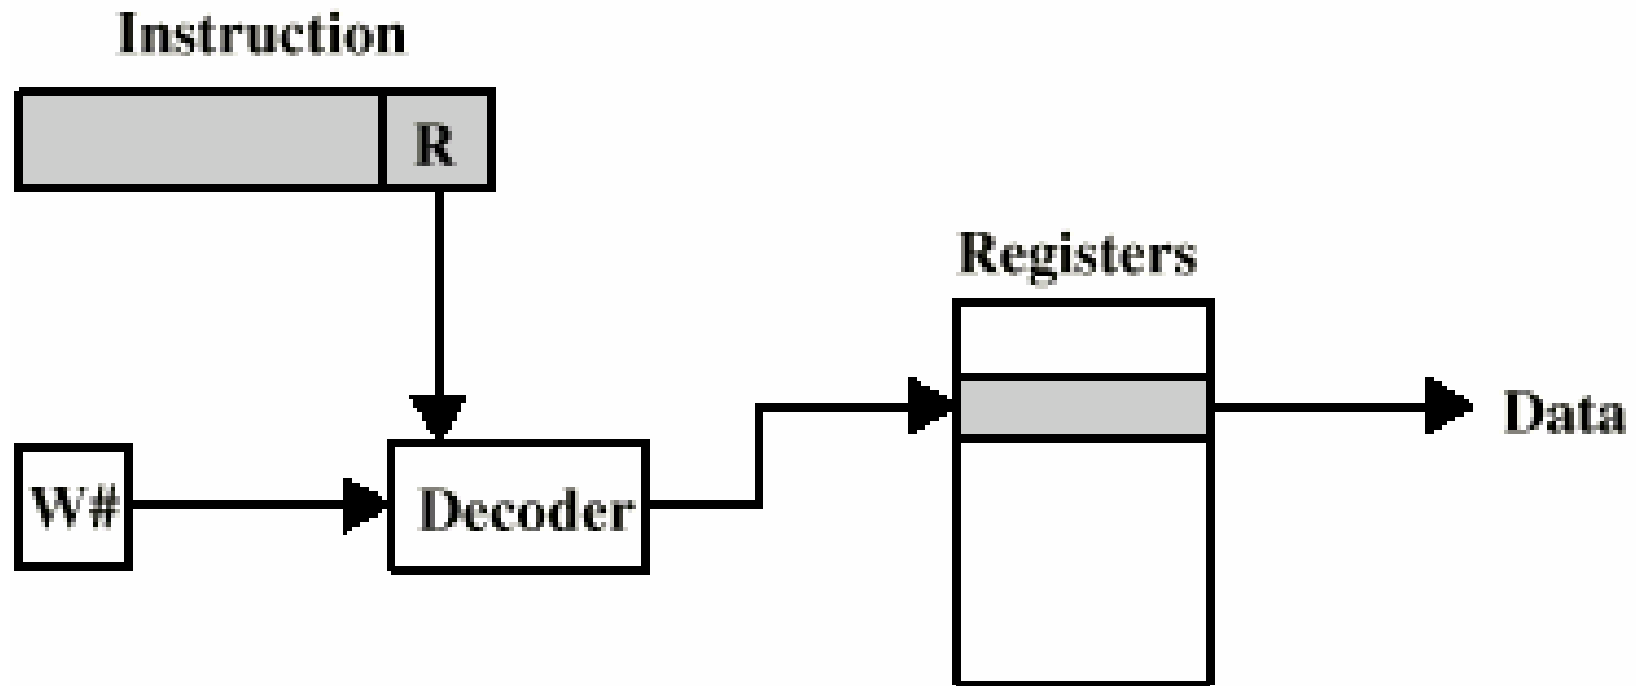 Instruction
R
Registers
Data
W#
Decoder